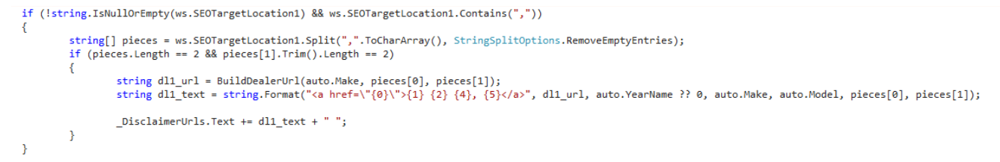 if (!string.IsNullOrEmpty(ws.SEOTargetLocation1) && ws.SEOTargetLocation1.Contains(","))
{
string[] pieces = ws.SEOTargetLocation1.Split(",".ToCharArray(), StringSplitOptions.RemoveEmptyEntries);
if (pieces.Length == 2 && pieces[1].Trim().Length == 2)
{
string dl1_url = BuildDealerUrl(auto.Make, pieces[0], pieces[1]);
string dl1_text = string.Format("<a href=\"{0}\">{1} {2} {4}, {5}</a>", dl1_url, auto.YearName ?? 0, auto.Make, auto.Model, pieces[0], pieces[1]);
_DisclaimerUrls.Text += dl1_text + " ";
}
}